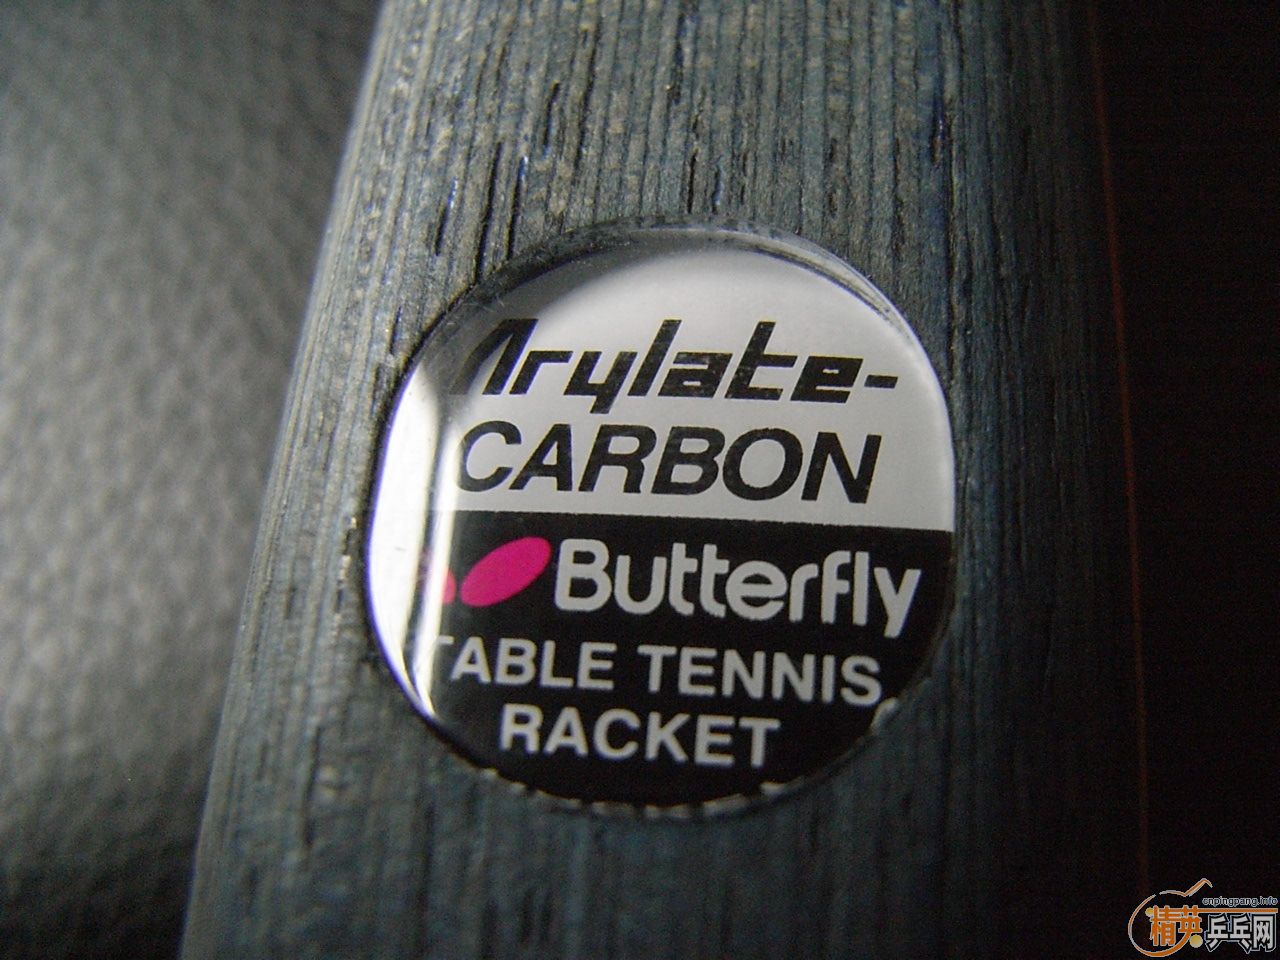 Arylate-
CARBON
Butterfly
TABLE TENNIS
RACKET
cnpingpang.info
精英乒乓网